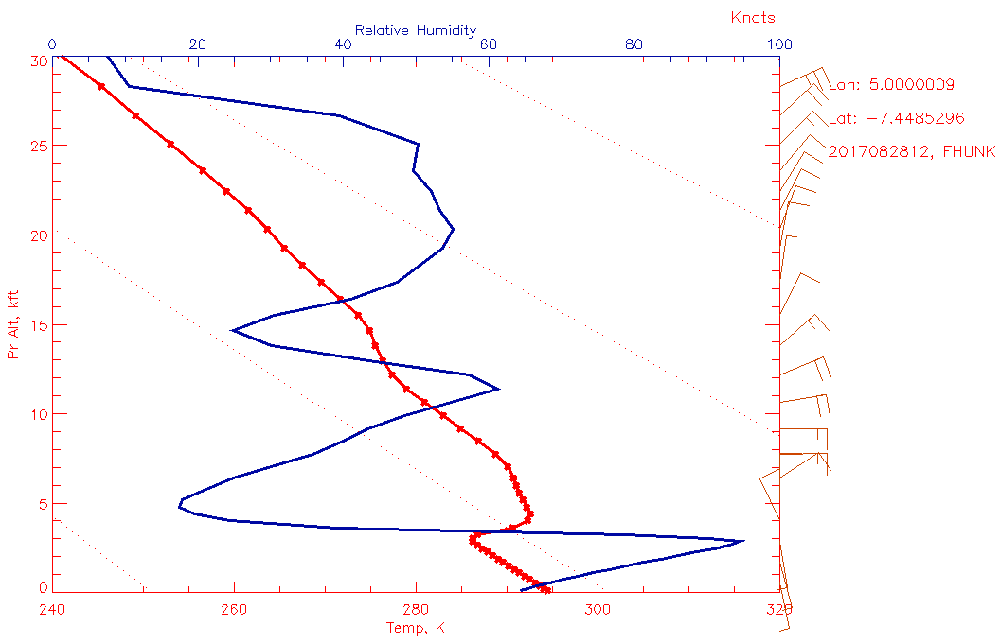 Knots
Relative Humidity
0 20 40 60 80 100
30
25
20
15
10
5
0
Pr Alt, kft
240 260 280 300 320
Temp, K
Lon: 5.0000009
Lat: -7.4485296
2017082812, FHUNK